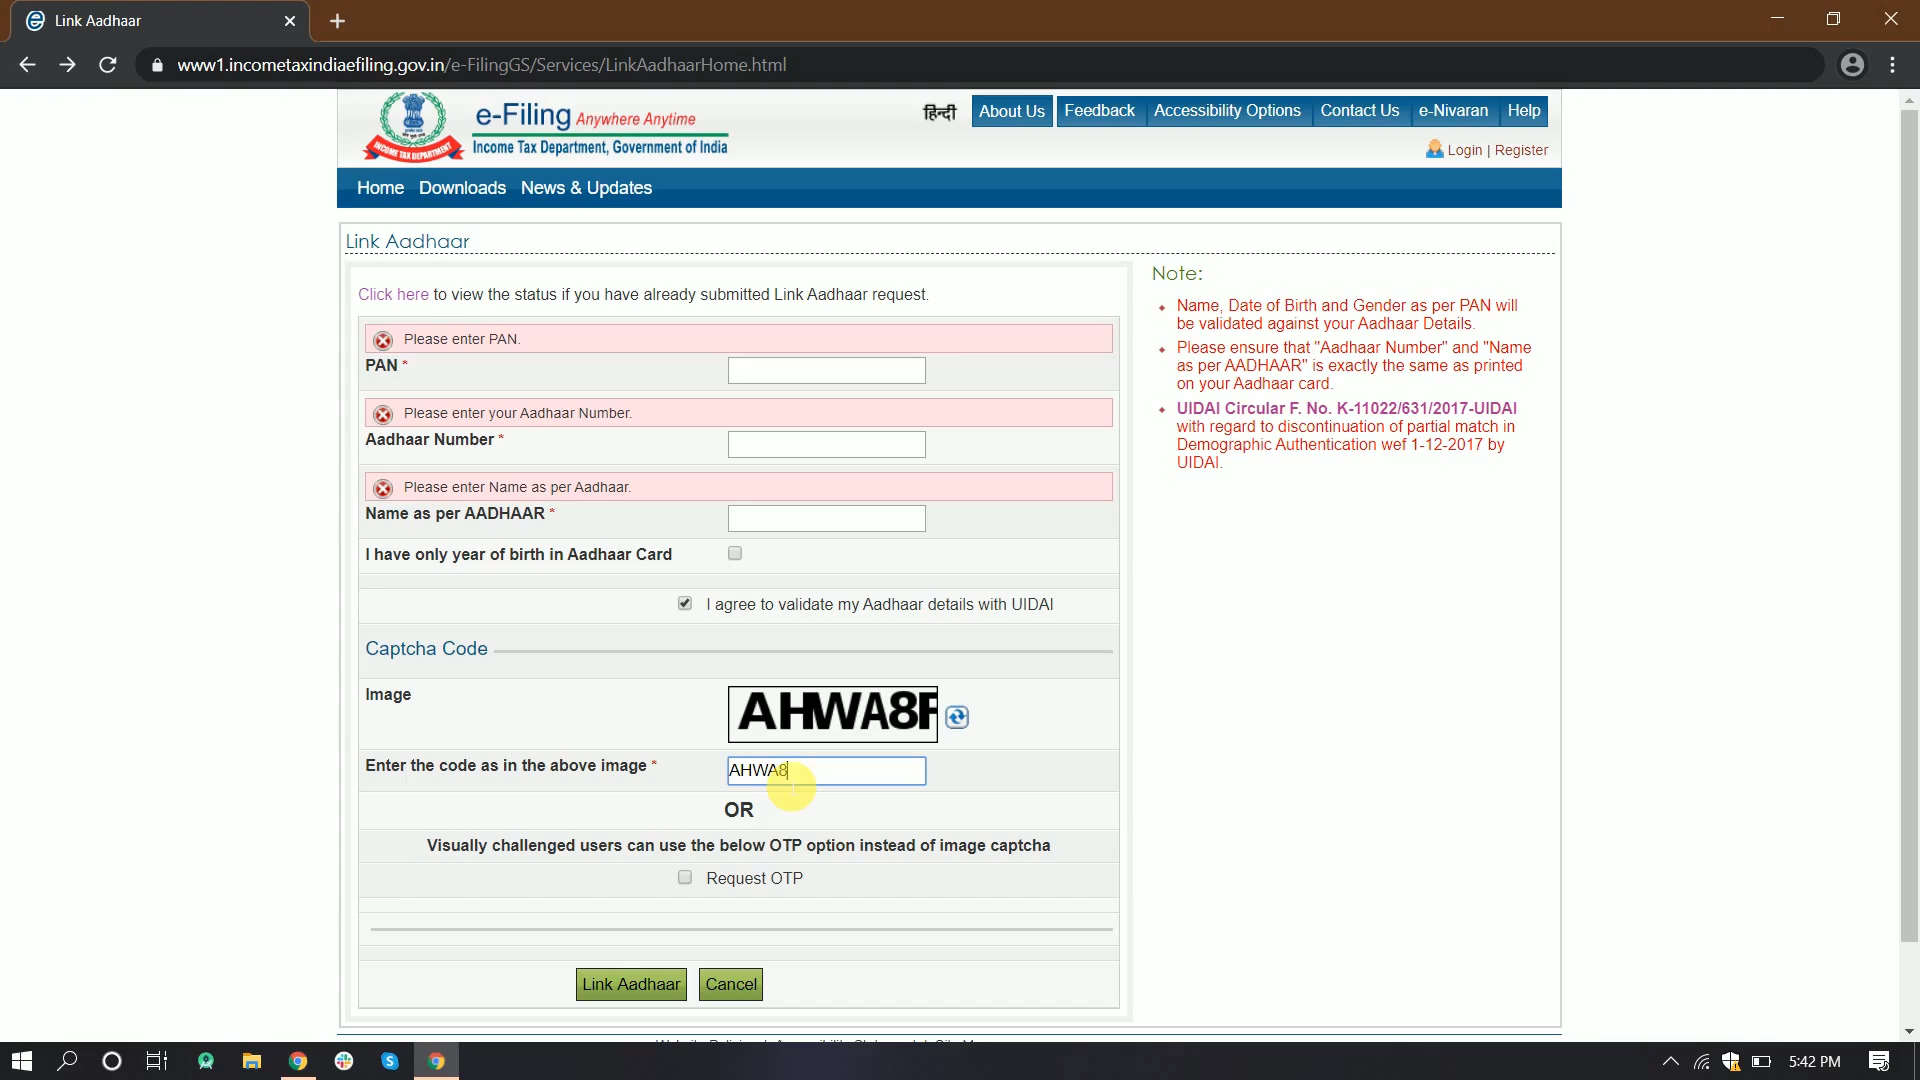 Link Aadhaar
www1.incometaxindiaefiling.gov.in/e-FilingGS/Services/LinkAadhaarHome.html
INCOME TAX DEPARTMENT
e-Filing Anywhere Anytime
Income Tax Department, Government of India
हिन्दी About Us Feedback Accessibility Options Contact Us e-Nivaran Help
Login | Register
Home Downloads News & Updates
Link Aadhaar
Click here to view the status if you have already submitted Link Aadhaar request.
Please enter PAN.
PAN *
Please enter your Aadhaar Number.
Aadhaar Number *
Please enter Name as per Aadhaar.
Name as per AADHAAR *
I have only year of birth in Aadhaar Card
I agree to validate my Aadhaar details with UIDAI
Captcha Code
Image
AHWA8F
Enter the code as in the above image *
AHWA8
OR
Visually challenged users can use the below OTP option instead of image captcha
Request OTP
Link Aadhaar Cancel
Note:
Name, Date of Birth and Gender as per PAN will
be validated against your Aadhaar Details.
Please ensure that "Aadhaar Number" and "Name
as per AADHAAR" is exactly the same as printed
on your Aadhaar card.
UIDAI Circular F. No. K-11022/631/2017-UIDAI
with regard to discontinuation of partial match in
Demographic Authentication wef 1-12-2017 by
UIDAI.
5:42 PM